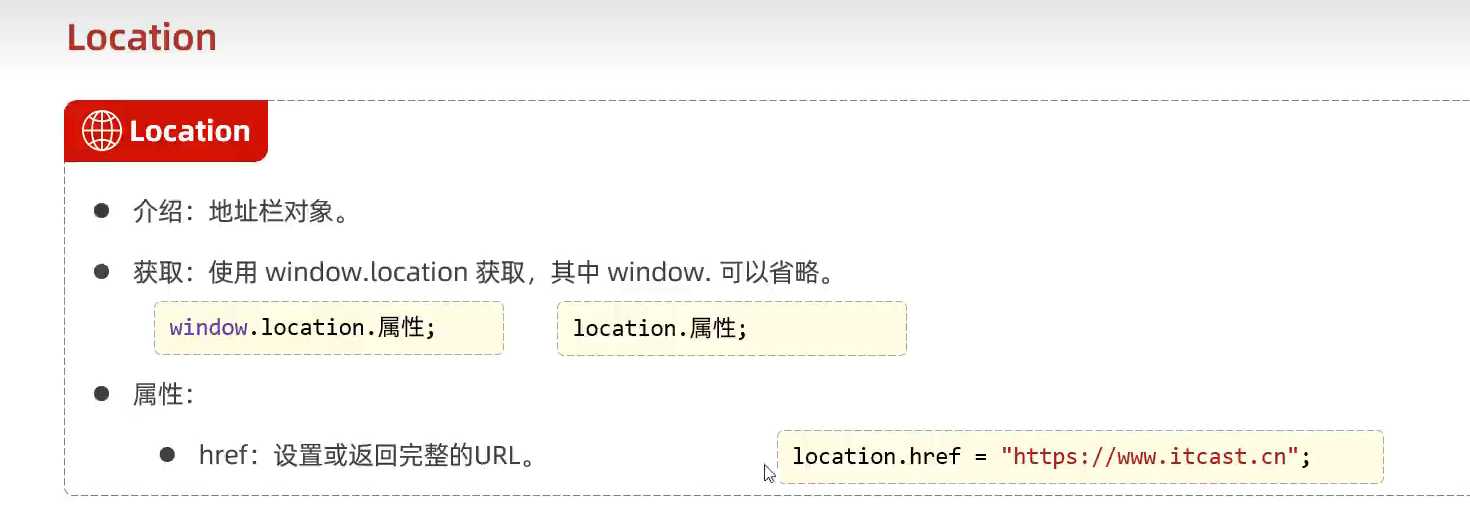 Location
Location
介绍：地址栏对象。
获取：使用 window.location 获取，其中 window. 可以省略。
window.location.属性;
location.属性;
属性：
href：设置或返回完整的URL。
location.href = "https://www.itcast.cn";